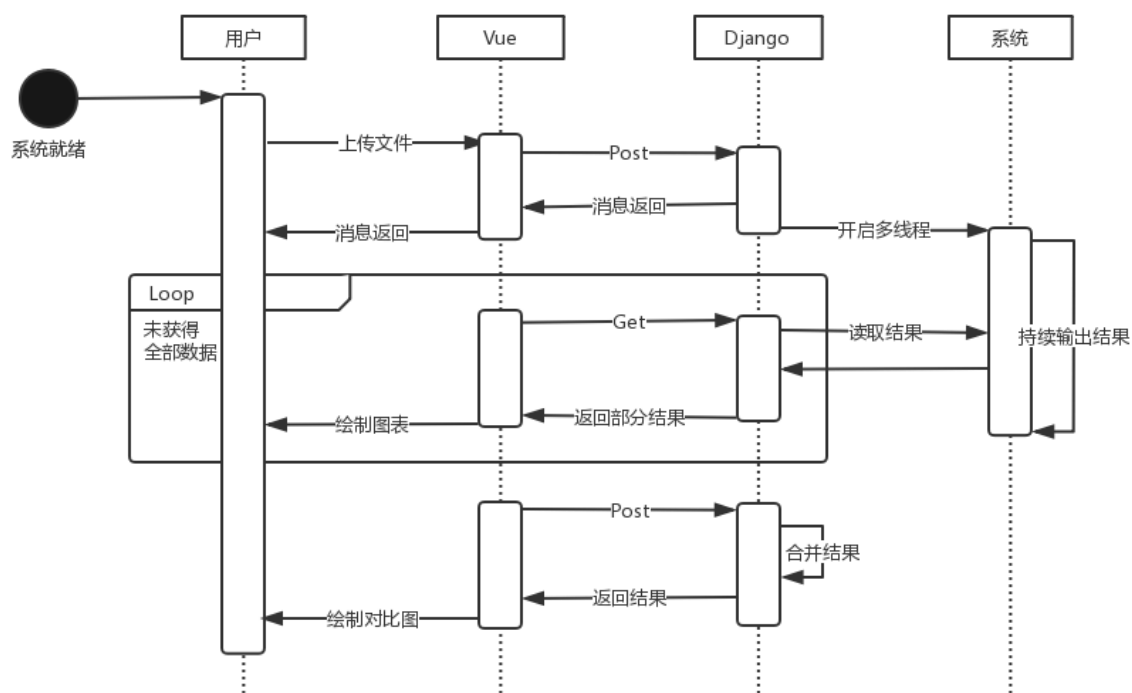 用户
Vue
Django
系统
系统就绪
上传文件
Post
消息返回
消息返回
开启多线程
Loop
未获得
全部数据
Get
读取结果
持续输出结果
返回部分结果
绘制图表
Post
合并结果
返回结果
绘制对比图